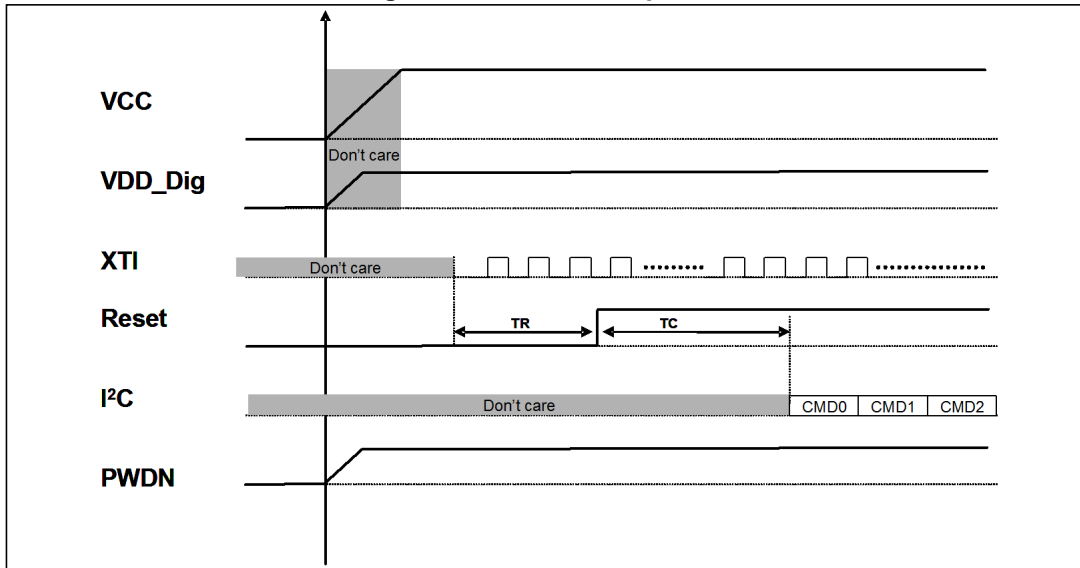 VCC
Don't care
VDD_Dig
XTI
Don't care
Reset
TR
TC
I²C
Don't care
CMD0 CMD1 CMD2
PWDN